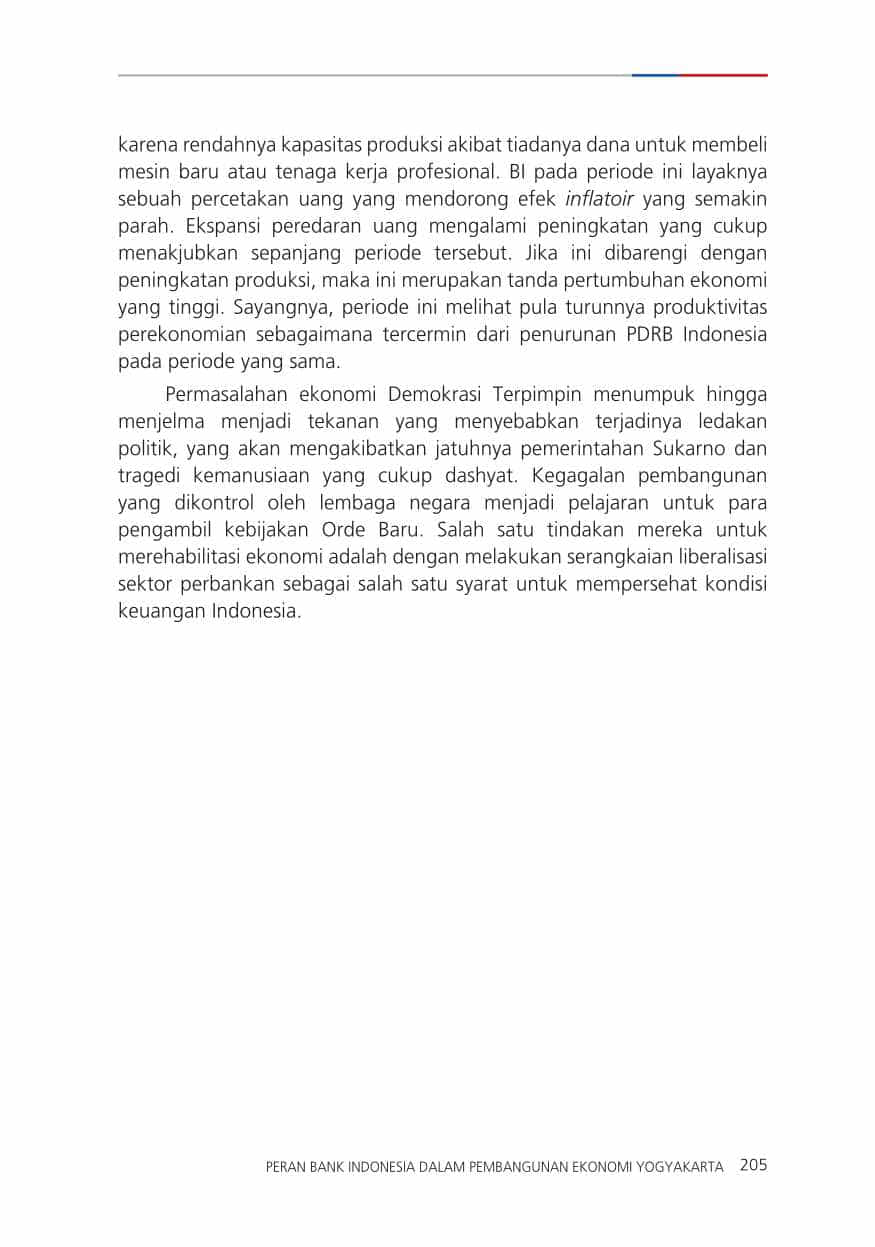 karena rendahnya kapasitas produksi akibat tiadanya dana untuk membeli
mesin baru atau tenaga kerja profesional. BI pada periode ini layaknya
sebuah percetakan uang yang mendorong efek inflatoir yang semakin
parah. Ekspansi peredaran uang mengalami peningkatan yang cukup
menakjubkan sepanjang periode tersebut. Jika ini dibarengi dengan
peningkatan produksi, maka ini merupakan tanda pertumbuhan ekonomi
yang tinggi. Sayangnya, periode ini melihat pula turunnya produktivitas
perekonomian sebagaimana tercermin dari penurunan PDRB Indonesia
pada periode yang sama.
Permasalahan ekonomi Demokrasi Terpimpin menumpuk hingga
menjelma menjadi tekanan yang menyebabkan terjadinya ledakan
politik, yang akan mengakibatkan jatuhnya pemerintahan Sukarno dan
tragedi kemanusiaan yang cukup dashyat. Kegagalan pembangunan
yang dikontrol oleh lembaga negara menjadi pelajaran untuk para
pengambil kebijakan Orde Baru. Salah satu tindakan mereka untuk
merehabilitasi ekonomi adalah dengan melakukan serangkaian liberalisasi
sektor perbankan sebagai salah satu syarat untuk mempersehat kondisi
keuangan Indonesia.
PERAN BANK INDONESIA DALAM PEMBANGUNAN EKONOMI YOGYAKARTA 205